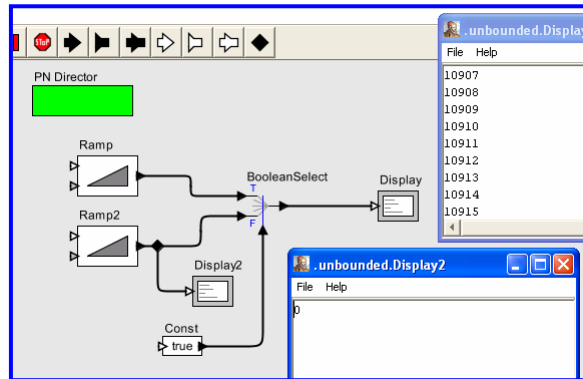 STOP
PN Director
Ramp
Ramp2
BooleanSelect
T
F
Display
Display2
Const
true
.unbounded.Display
File Help
10907
10908
10909
10910
10911
10912
10913
10914
10915
.unbounded.Display2
File Help
0